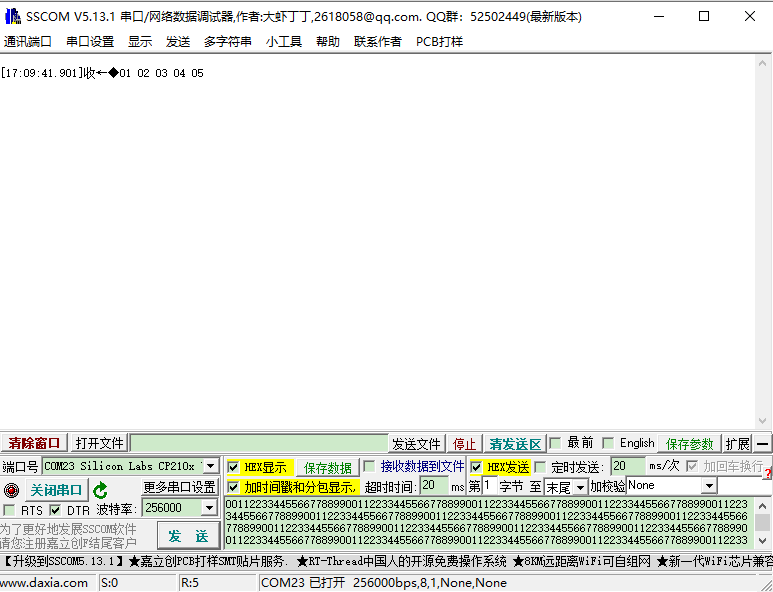 SSCOM V5.13.1 串口/网络数据调试器,作者:大虾丁丁,2618058@qq.com. QQ群: 52502449(最新版本)
通讯端口 串口设置 显示 发送 多字符串 小工具 帮助 联系作者 PCB打样
[17:09:41.901]收←◆01 02 03 04 05
清除窗口 打开文件 发送文件 停止 清发送区 最前 English 保存参数 扩展 —
端口号 COM23 Silicon Labs CP210x HEX显示 保存数据 接收数据到文件 HEX发送 定时发送: 20 ms/次 加回车换行
关闭串口 更多串口设置 加时间戳和分包显示, 超时时间: 20 ms 第1 字节 至 末尾 加校验 None
RTS DTR 波特率: 256000
为了更好地发展SSCOM软件
请您注册嘉立创F结尾客户
发 送
0011223344556677889900112233445566778899001122334455667788990011223344556677889900112233
3445566778899001122334455667788990011223344556677889900112233445566
7788990011223344556677889900112233445566778899001122334455667788990
0112233445566778899001122334455667788990011223344556677889900112233
【升级到SSCOM5.13.1】★嘉立创PCB打样SMT贴片服务. ★RT-Thread中国人的开源免费操作系统 ★8KM远距离WiFi可自组网 ★新一代WiFi芯片兼容
www.daxia.com S:0 R:5 COM23 已打开 256000bps,8,1,None,None